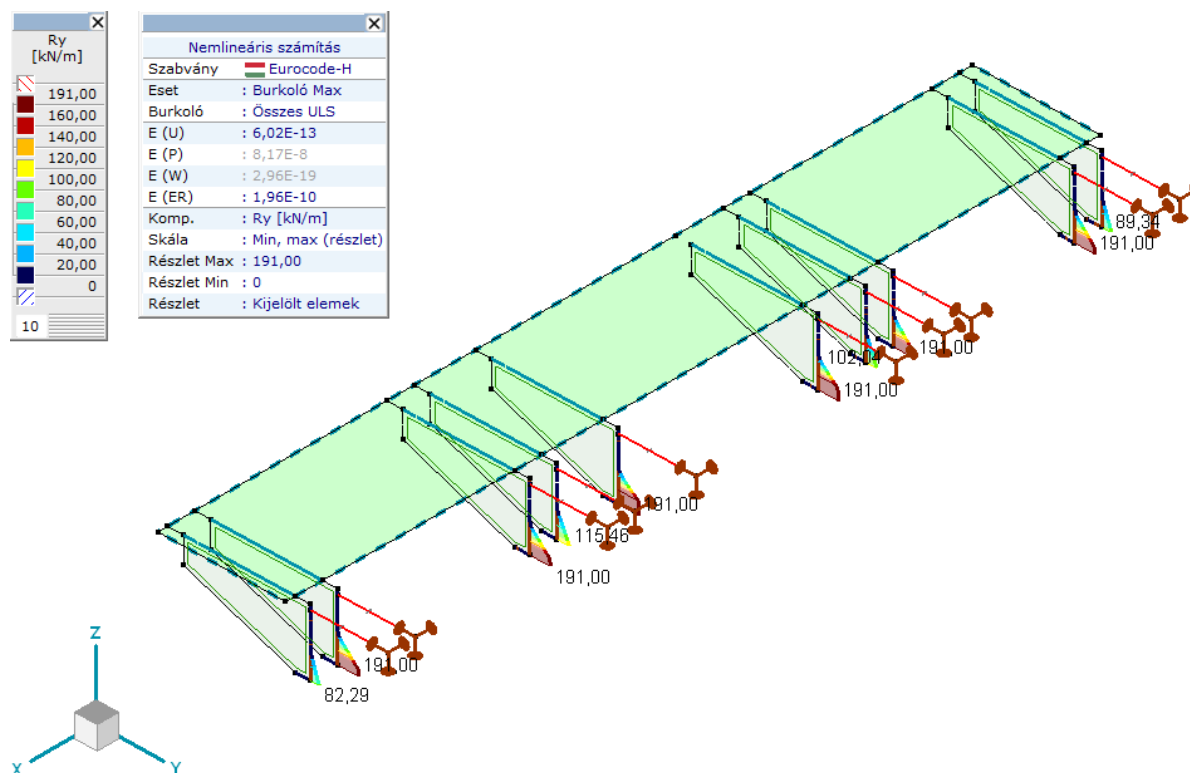 Ry
[kN/m]
191,00
160,00
140,00
120,00
100,00
80,00
60,00
40,00
20,00
0
10
Nemlineáris számítás
Szabvány Eurocode-H
Eset : Burkoló Max
Burkoló : Összes ULS
E (U) : 6,02E-13
E (P) : 8,17E-8
E (W) : 2,96E-19
E (ER) : 1,96E-10
Komp. : Ry [kN/m]
Skála : Min, max (részlet)
Részlet Max : 191,00
Részlet Min : 0
Részlet : Kijelölt elemek
89,34
191,00
191,00
102,04
191,00
191,00
115,46
191,00
191,00
82,29
Z
X
Y